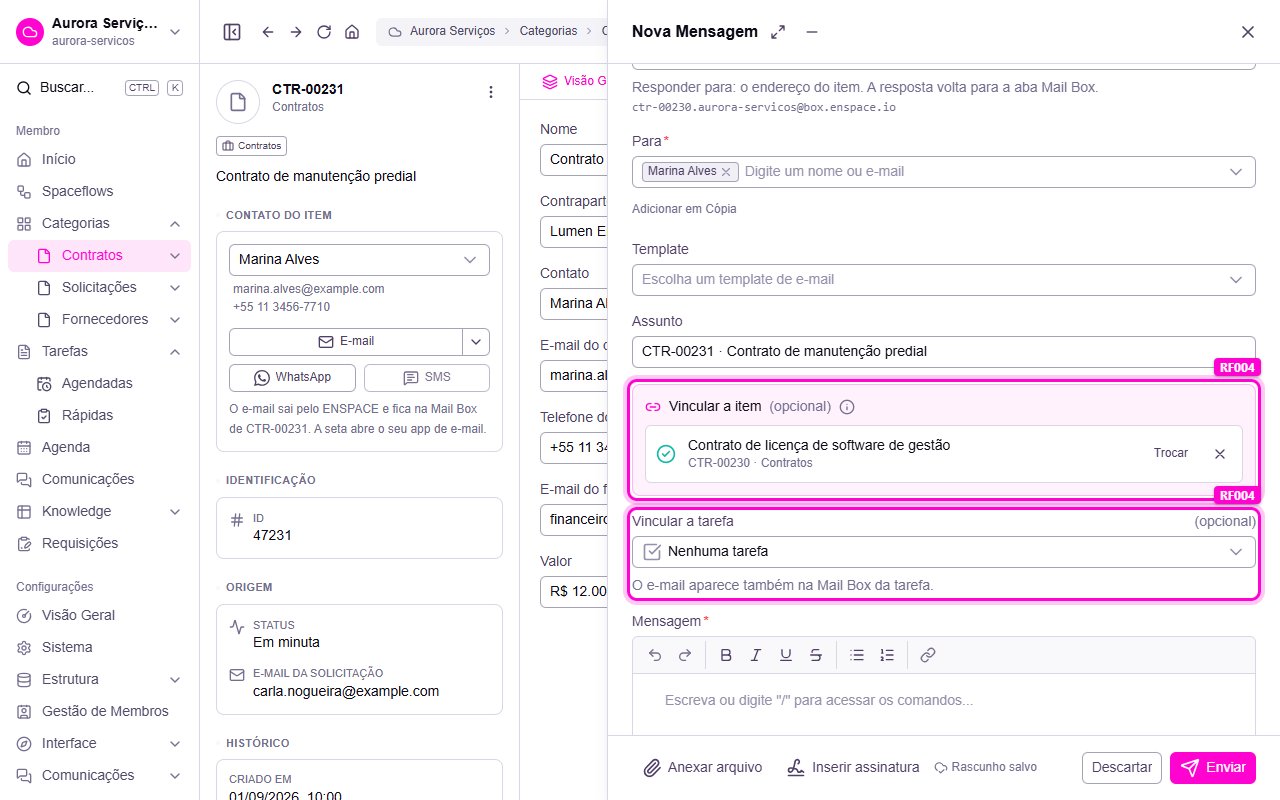 Aurora Serviç...
aurora-servicos
Buscar...
CTRL K
Membro
Início
Spaceflows
Categorias
Contratos
Solicitações
Fornecedores
Tarefas
Agendadas
Rápidas
Agenda
Comunicações
Knowledge
Requisições
Configurações
Visão Geral
Sistema
Estrutura
Gestão de Membros
Interface
Comunicações
Aurora Serviços > Categorias >
CTR-00231
Contratos
Contratos
Contrato de manutenção predial
CONTATO DO ITEM
Marina Alves
marina.alves@example.com
+55 11 3456-7710
E-mail
WhatsApp
SMS
O e-mail sai pelo ENSPACE e fica na Mail Box
de CTR-00231. A seta abre o seu app de e-mail.
IDENTIFICAÇÃO
ID
47231
ORIGEM
STATUS
Em minuta
E-MAIL DA SOLICITAÇÃO
carla.nogueira@example.com
HISTÓRICO
CRIADO EM
01/09/2026, 10:00
Visão G
Nome
Contrato
Contrapart
Lumen E
Contato
Marina Al
E-mail do c
marina.al
Telefone do
+55 11 34
E-mail do f
financeiro
Valor
R$ 12.00
Nova Mensagem
Responder para: o endereço do item. A resposta volta para a aba Mail Box.
ctr-00230.aurora-servicos@box.enspace.io
Para*
Marina Alves Digite um nome ou e-mail
Adicionar em Cópia
Template
Escolha um template de e-mail
Assunto
CTR-00231 · Contrato de manutenção predial
RF004
Vincular a item (opcional)
Contrato de licença de software de gestão
CTR-00230 · Contratos
Trocar
RF004
Vincular a tarefa (opcional)
Nenhuma tarefa
O e-mail aparece também na Mail Box da tarefa.
Mensagem*
B I U S
Escreva ou digite "/" para acessar os comandos...
Anexar arquivo
Inserir assinatura
Rascunho salvo
Descartar
Enviar